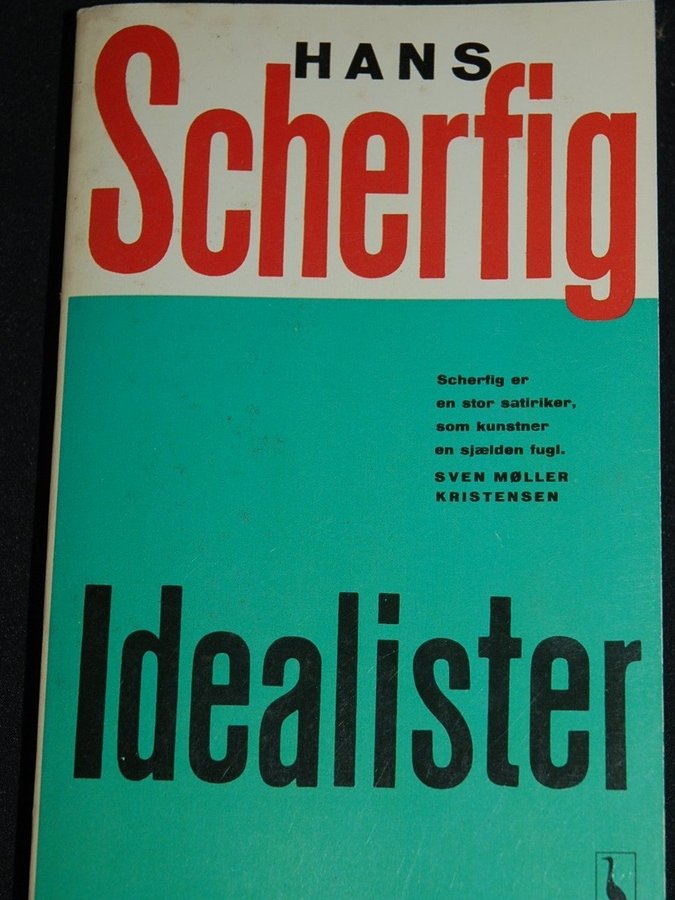 HANS
Scherfig
Scherfig er
en stor satiriker,
som kunstner
en sjælden fugl.
SVEN MØLLER
KRISTENSEN
Idealister